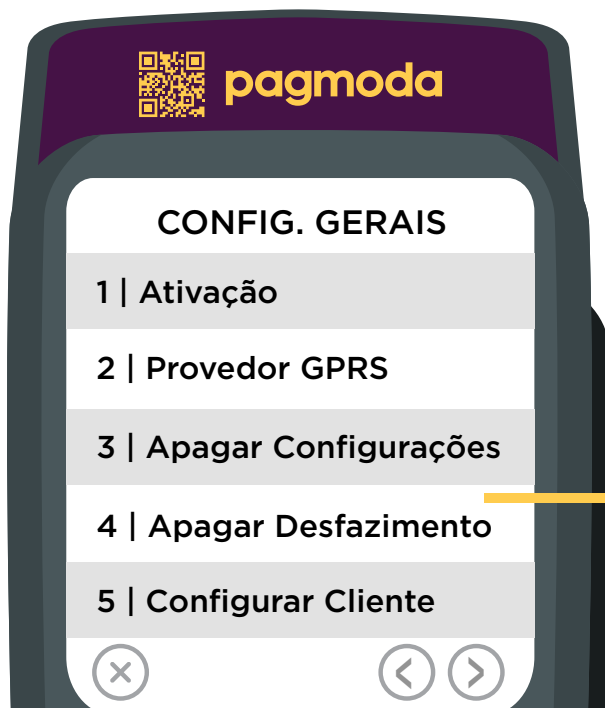 pagmoda
CONFIG. GERAIS
1 | Ativação
2 | Provedor GPRS
3 | Apagar Configurações
4 | Apagar Desfazimento
5 | Configurar Cliente